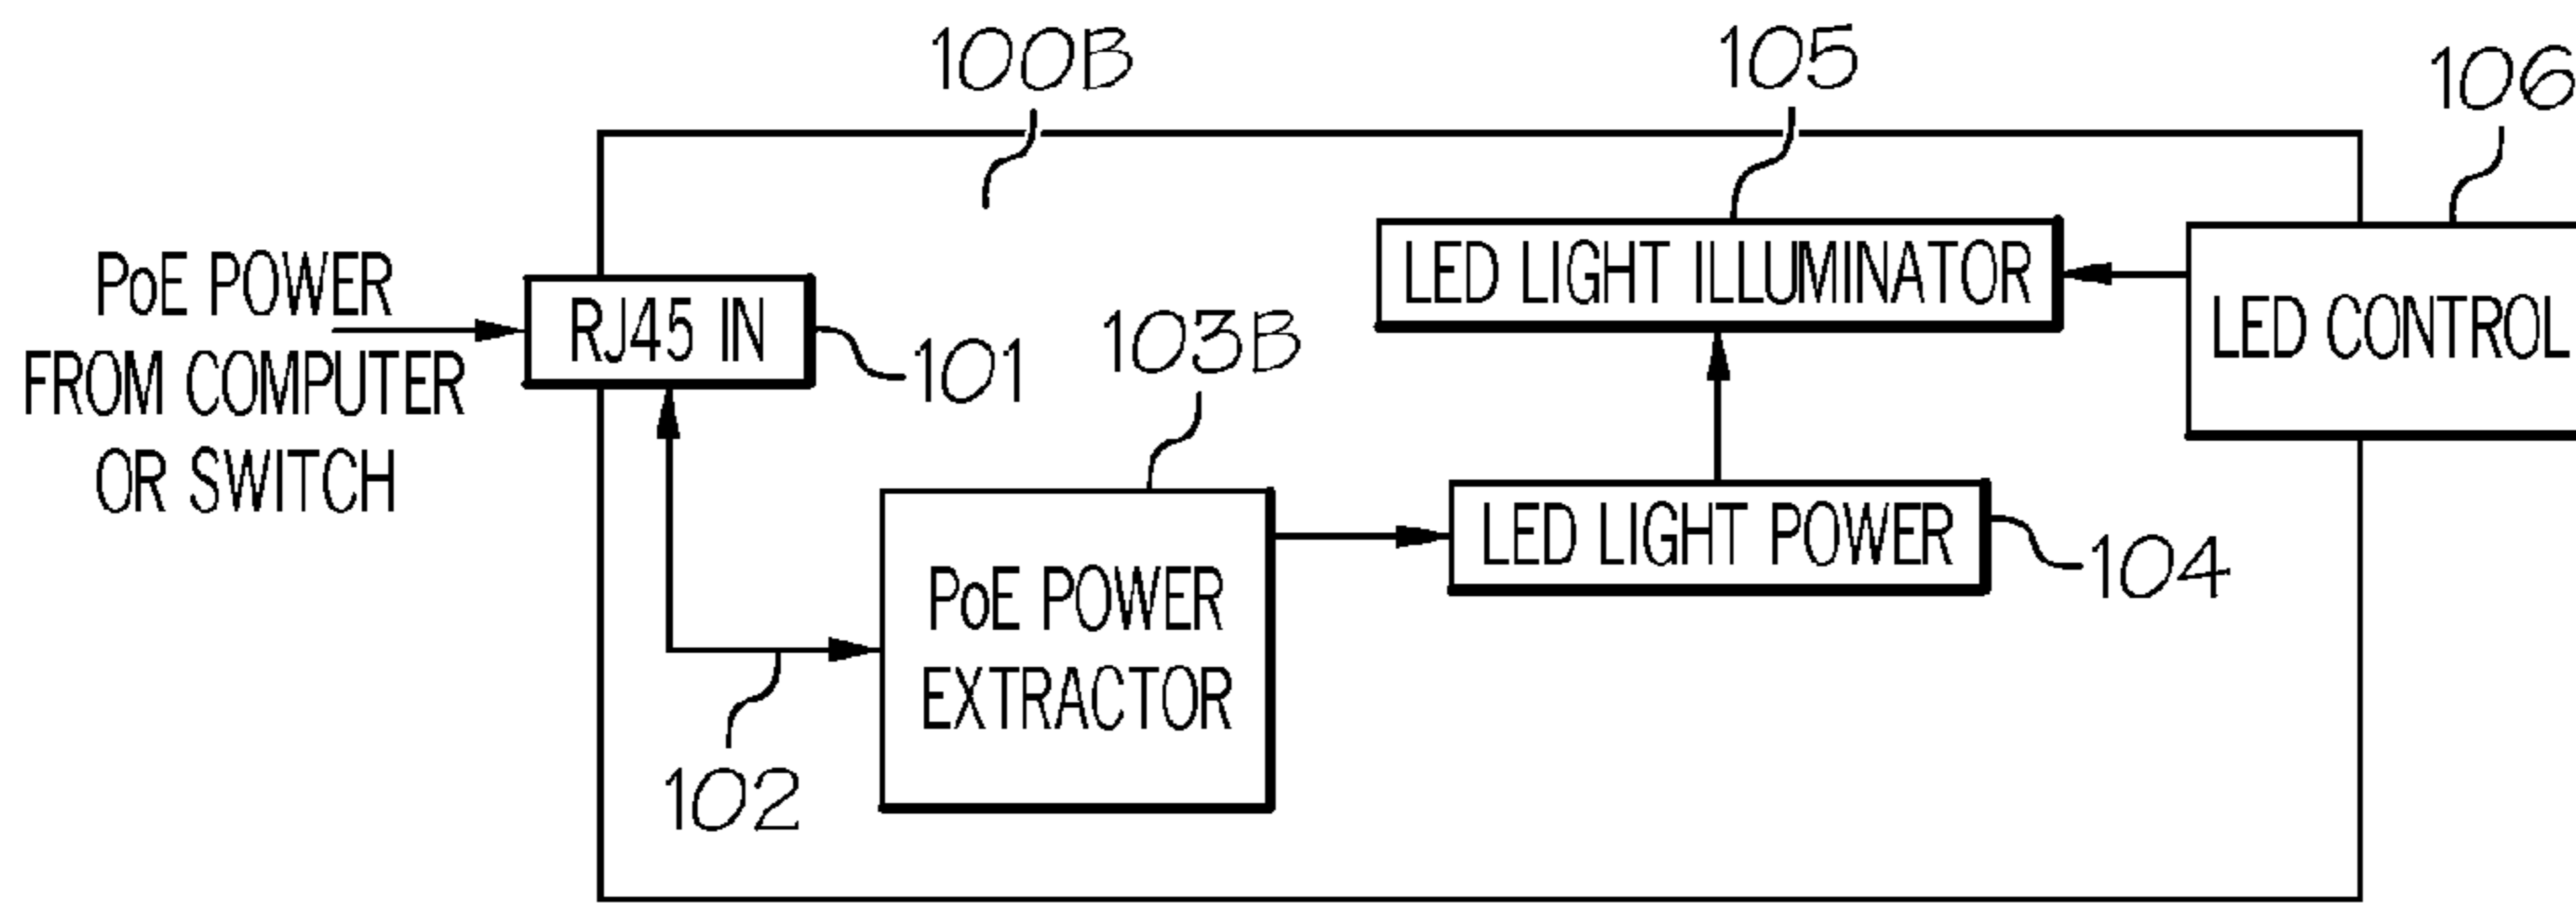 100B
105
106
PoE POWER
FROM COMPUTER
OR SWITCH
RJ45 IN
101
103B
LED LIGHT ILLUMINATOR
LED CONTROL
PoE POWER
EXTRACTOR
LED LIGHT POWER
104
102